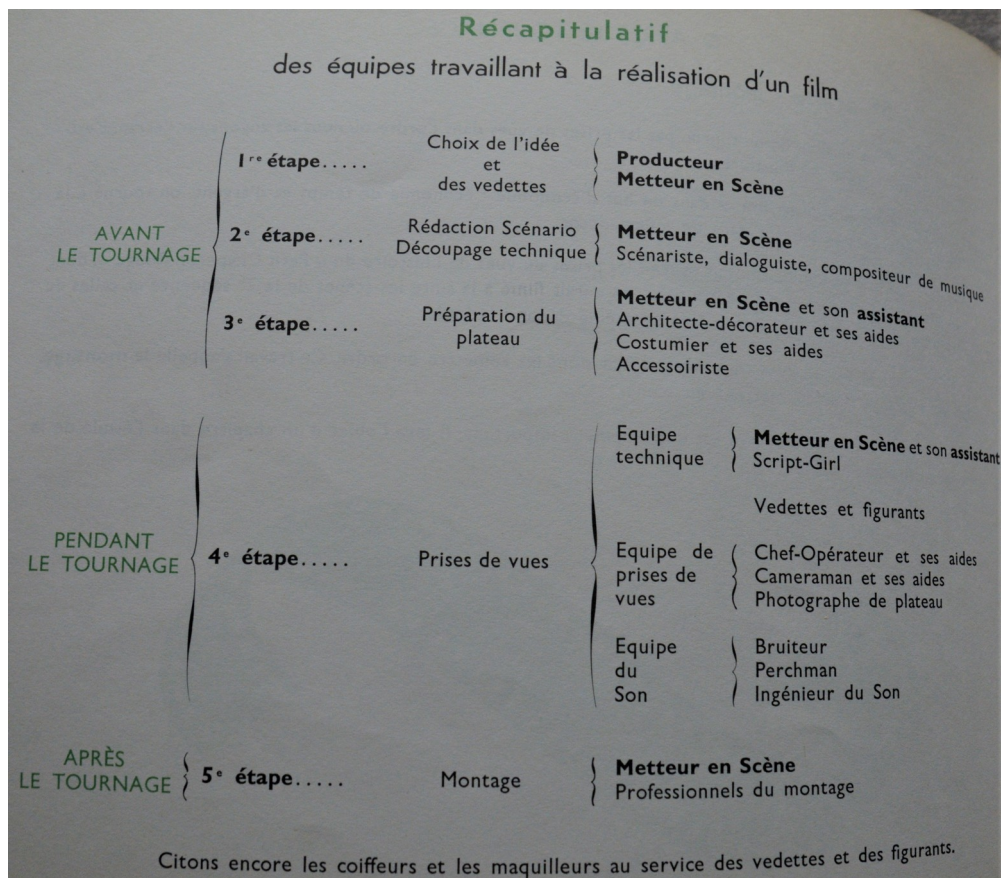 Récapitulatif
des équipes travaillant à la réalisation d'un film
AVANT
LE TOURNAGE
1re étape.....
Choix de l'idée
et
des vedettes
Producteur
Metteur en Scène
2e étape.....
Rédaction Scénario
Découpage technique
Metteur en Scène
Scénariste, dialoguiste, compositeur de musique
3e étape.....
Préparation du
plateau
Metteur en Scène et son assistant
Architecte-décorateur et ses aides
Costumier et ses aides
Accessoiriste
PENDANT
LE TOURNAGE
4e étape.....
Prises de vues
Equipe
technique
Metteur en Scène et son assistant
Script-Girl
Vedettes et figurants
Equipe de
prises de
vues
Chef-Opérateur et ses aides
Cameraman et ses aides
Photographe de plateau
Equipe
du
Son
Bruiteur
Perchman
Ingénieur du Son
APRÈS
LE TOURNAGE
5e étape.....
Montage
Metteur en Scène
Professionnels du montage
Citons encore les coiffeurs et les maquilleurs au service des vedettes et des figurants.